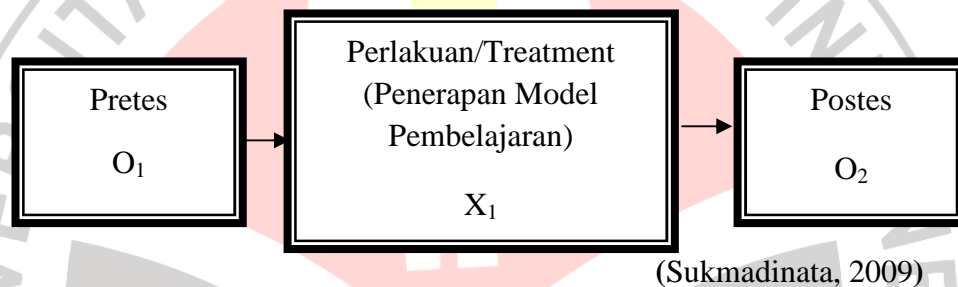 Pretes
O₁
Perlakuan/Treatment
(Penerapan Model
Pembelajaran)
X₁
Postes
O₂
(Sukmadinata, 2009)